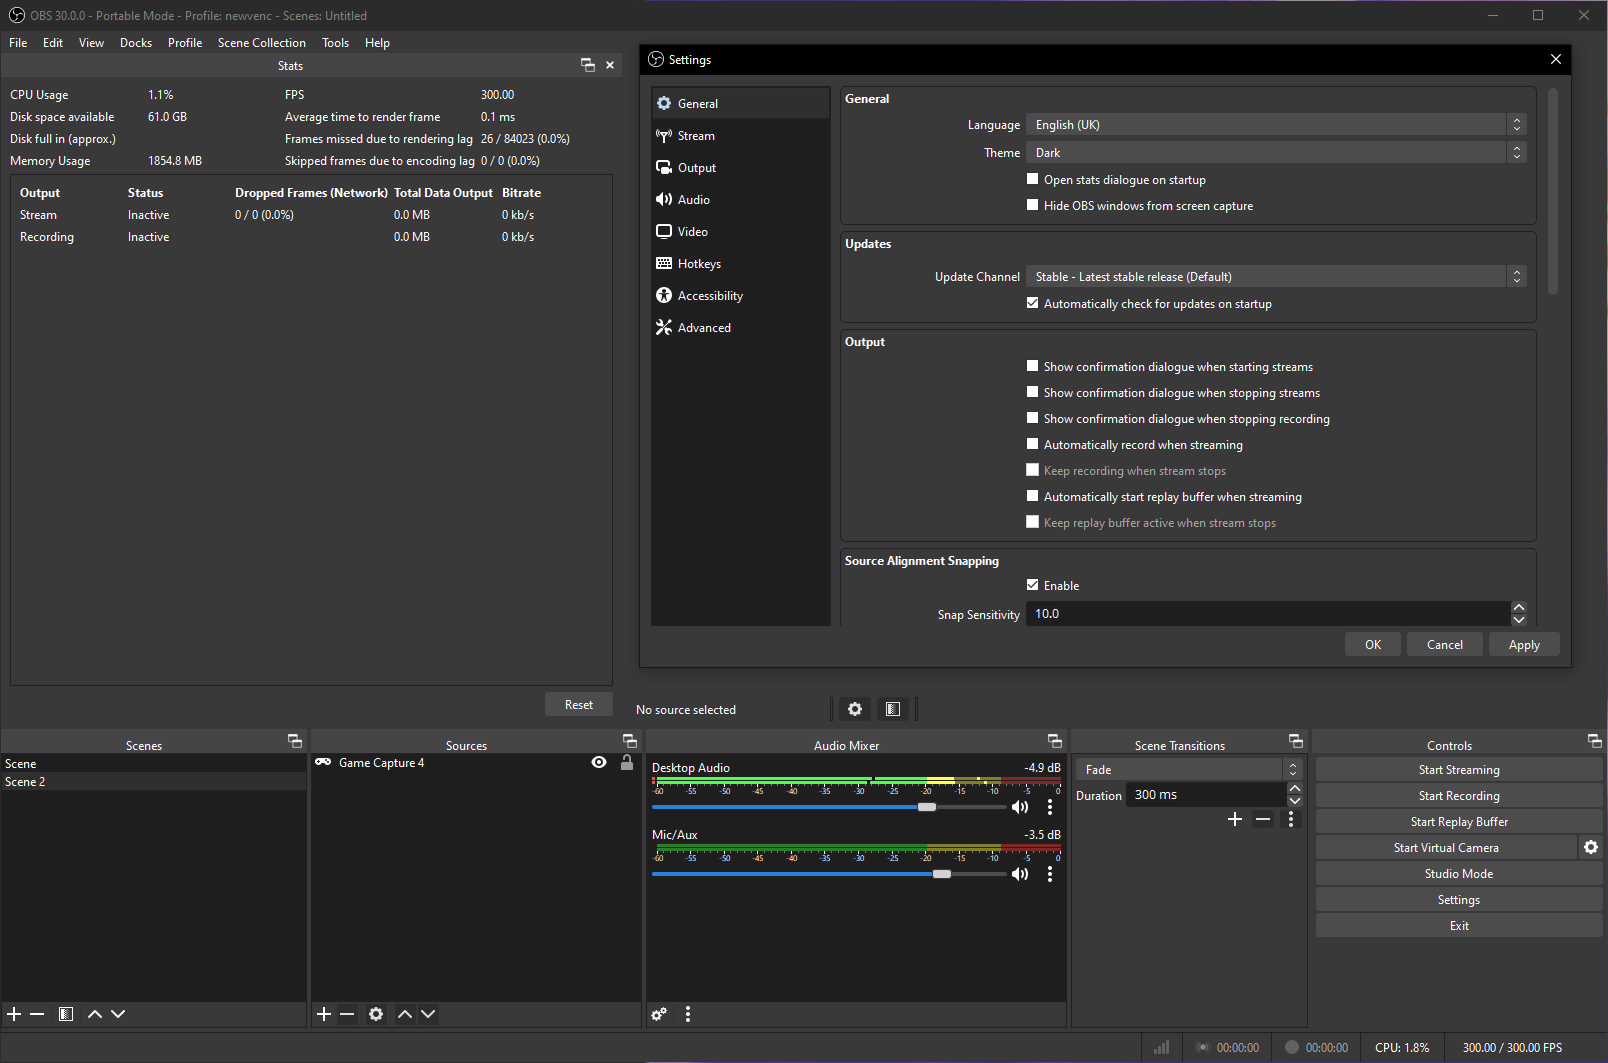 OBS 30.0.0 - Portable Mode - Profile: newvenc - Scenes: Untitled
File Edit View Docks Profile Scene Collection Tools Help
Stats
CPU Usage 1.1% FPS 300.00
Disk space available 61.0 GB Average time to render frame 0.1 ms
Disk full in (approx.) Frames missed due to rendering lag 26 / 84023 (0.0%)
Memory Usage 1854.8 MB Skipped frames due to encoding lag 0 / 0 (0.0%)
Output Status Dropped Frames (Network) Total Data Output Bitrate
Stream Inactive 0 / 0 (0.0%) 0.0 MB 0 kb/s
Recording Inactive 0.0 MB 0 kb/s
Reset
Settings
General
Stream
Output
Audio
Video
Hotkeys
Accessibility
Advanced
General
Language English (UK)
Theme Dark
Open stats dialogue on startup
Hide OBS windows from screen capture
Updates
Update Channel Stable - Latest stable release (Default)
Automatically check for updates on startup
Output
Show confirmation dialogue when starting streams
Show confirmation dialogue when stopping streams
Show confirmation dialogue when stopping recording
Automatically record when streaming
Keep recording when stream stops
Automatically start replay buffer when streaming
Keep replay buffer active when stream stops
Source Alignment Snapping
Enable
Snap Sensitivity 10.0
OK Cancel Apply
No source selected
Scenes
Scene
Scene 2
Sources
Game Capture 4
Audio Mixer
Desktop Audio -4.9 dB
-60 -55 -50 -45 -40 -35 -30 -25 -20 -15 -10 -5 0
Mic/Aux -3.5 dB
-60 -55 -50 -45 -40 -35 -30 -25 -20 -15 -10 -5 0
Scene Transitions
Fade
Duration 300 ms
Controls
Start Streaming
Start Recording
Start Replay Buffer
Start Virtual Camera
Studio Mode
Settings
Exit
00:00:00 00:00:00 CPU: 1.8% 300.00 / 300.00 FPS